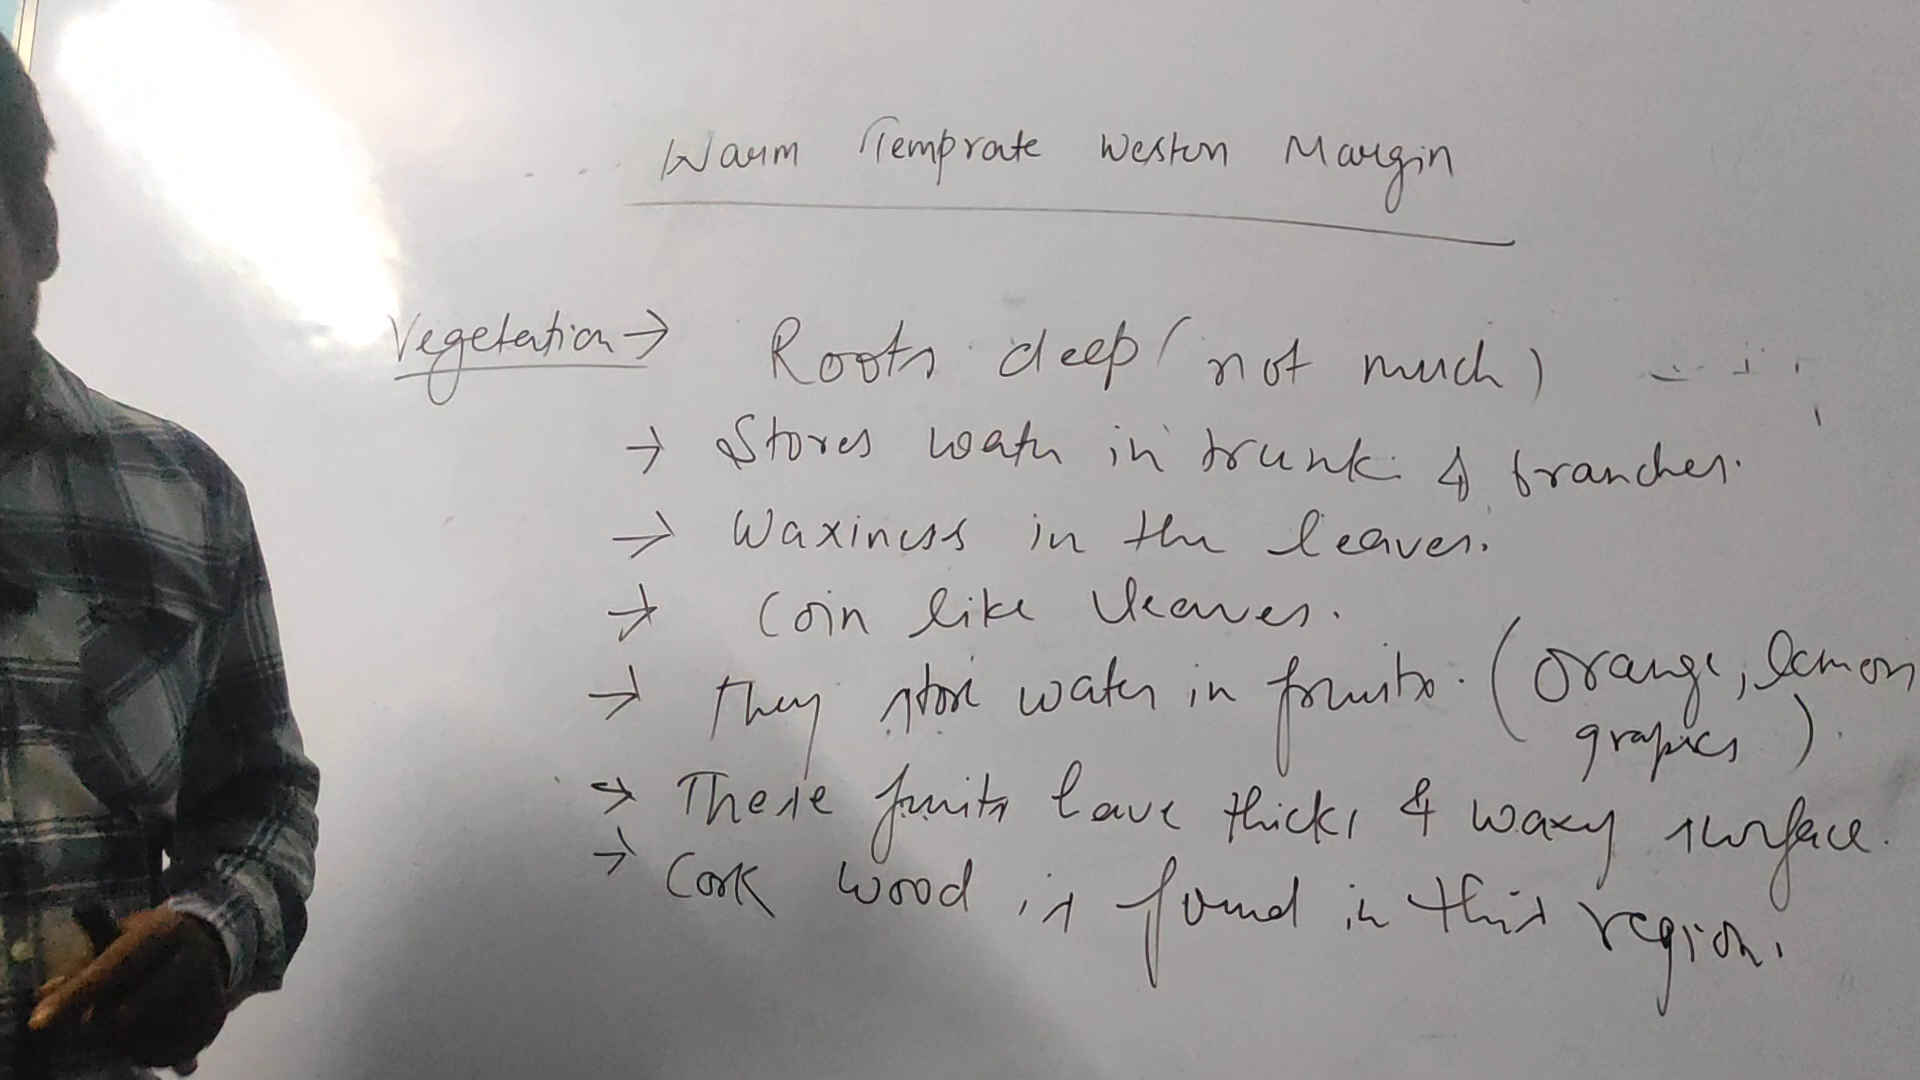 Warm Temprate Western Margin
Vegetation → Roots deep (not much)
→ Stores water in trunk & branches.
→ Waxiness in the leaves.
→ Coin like leaves.
→ They store water in fruits. (Orange, lemon
grapies).
→ These fruits have thick & waxy surface.
→ Cork wood is found in this region.